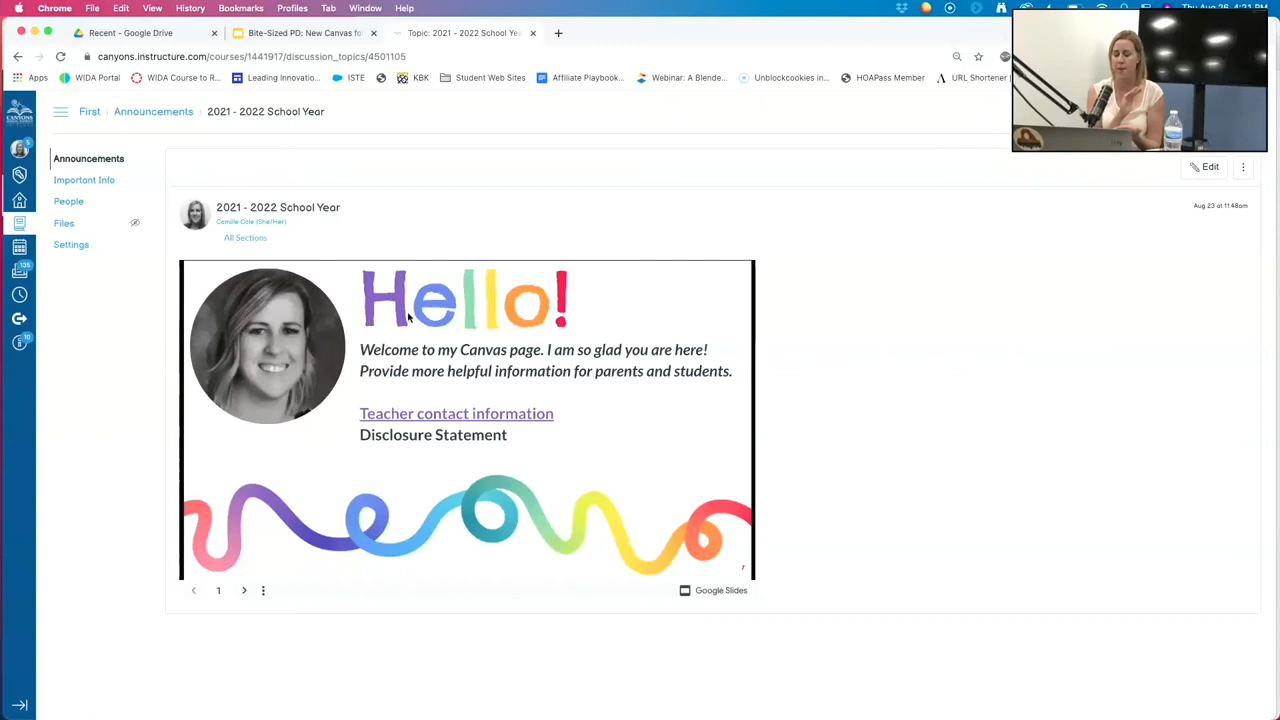 Chrome File Edit View History Bookmarks Profiles Tab Window Help
Recent - Google Drive
Bite-Sized PD: New Canvas fo
Topic: 2021 - 2022 School Ye
canyons.instructure.com/courses/1441917/discussion_topics/4501105
Apps
WIDA Portal
WIDA Course to R...
Leading Innovatio...
ISTE
KBK
Student Web Sites
Affiliate Playbook...
Webinar: A Blende...
Unblockcookies in...
HOAPass Member
URL Shortener
CANYONS
First
Announcements
2021 - 2022 School Year
Announcements
Important Info
People
Files
Settings
Edit
2021 - 2022 School Year
Camille Cole (She/Her)
All Sections
Aug 23 at 11:48am
Hello!
Welcome to my Canvas page. I am so glad you are here!
Provide more helpful information for parents and students.
Teacher contact information
Disclosure Statement
1
Google Slides